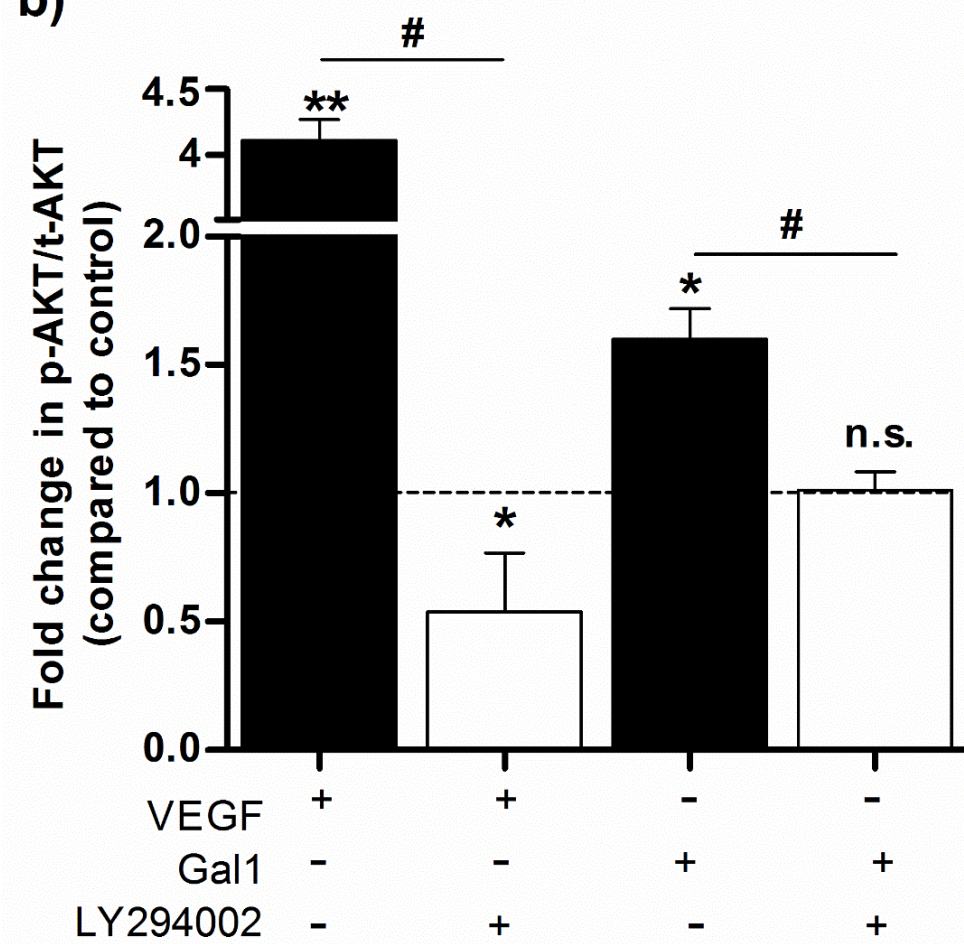 b)
#
4.5
**
4
2.0
#
*
1.5
n.s.
1.0
*
0.5
0.0
Fold change in p-AKT/t-AKT
(compared to control)
VEGF + + - -
Gal1 - - + +
LY294002 - + - +